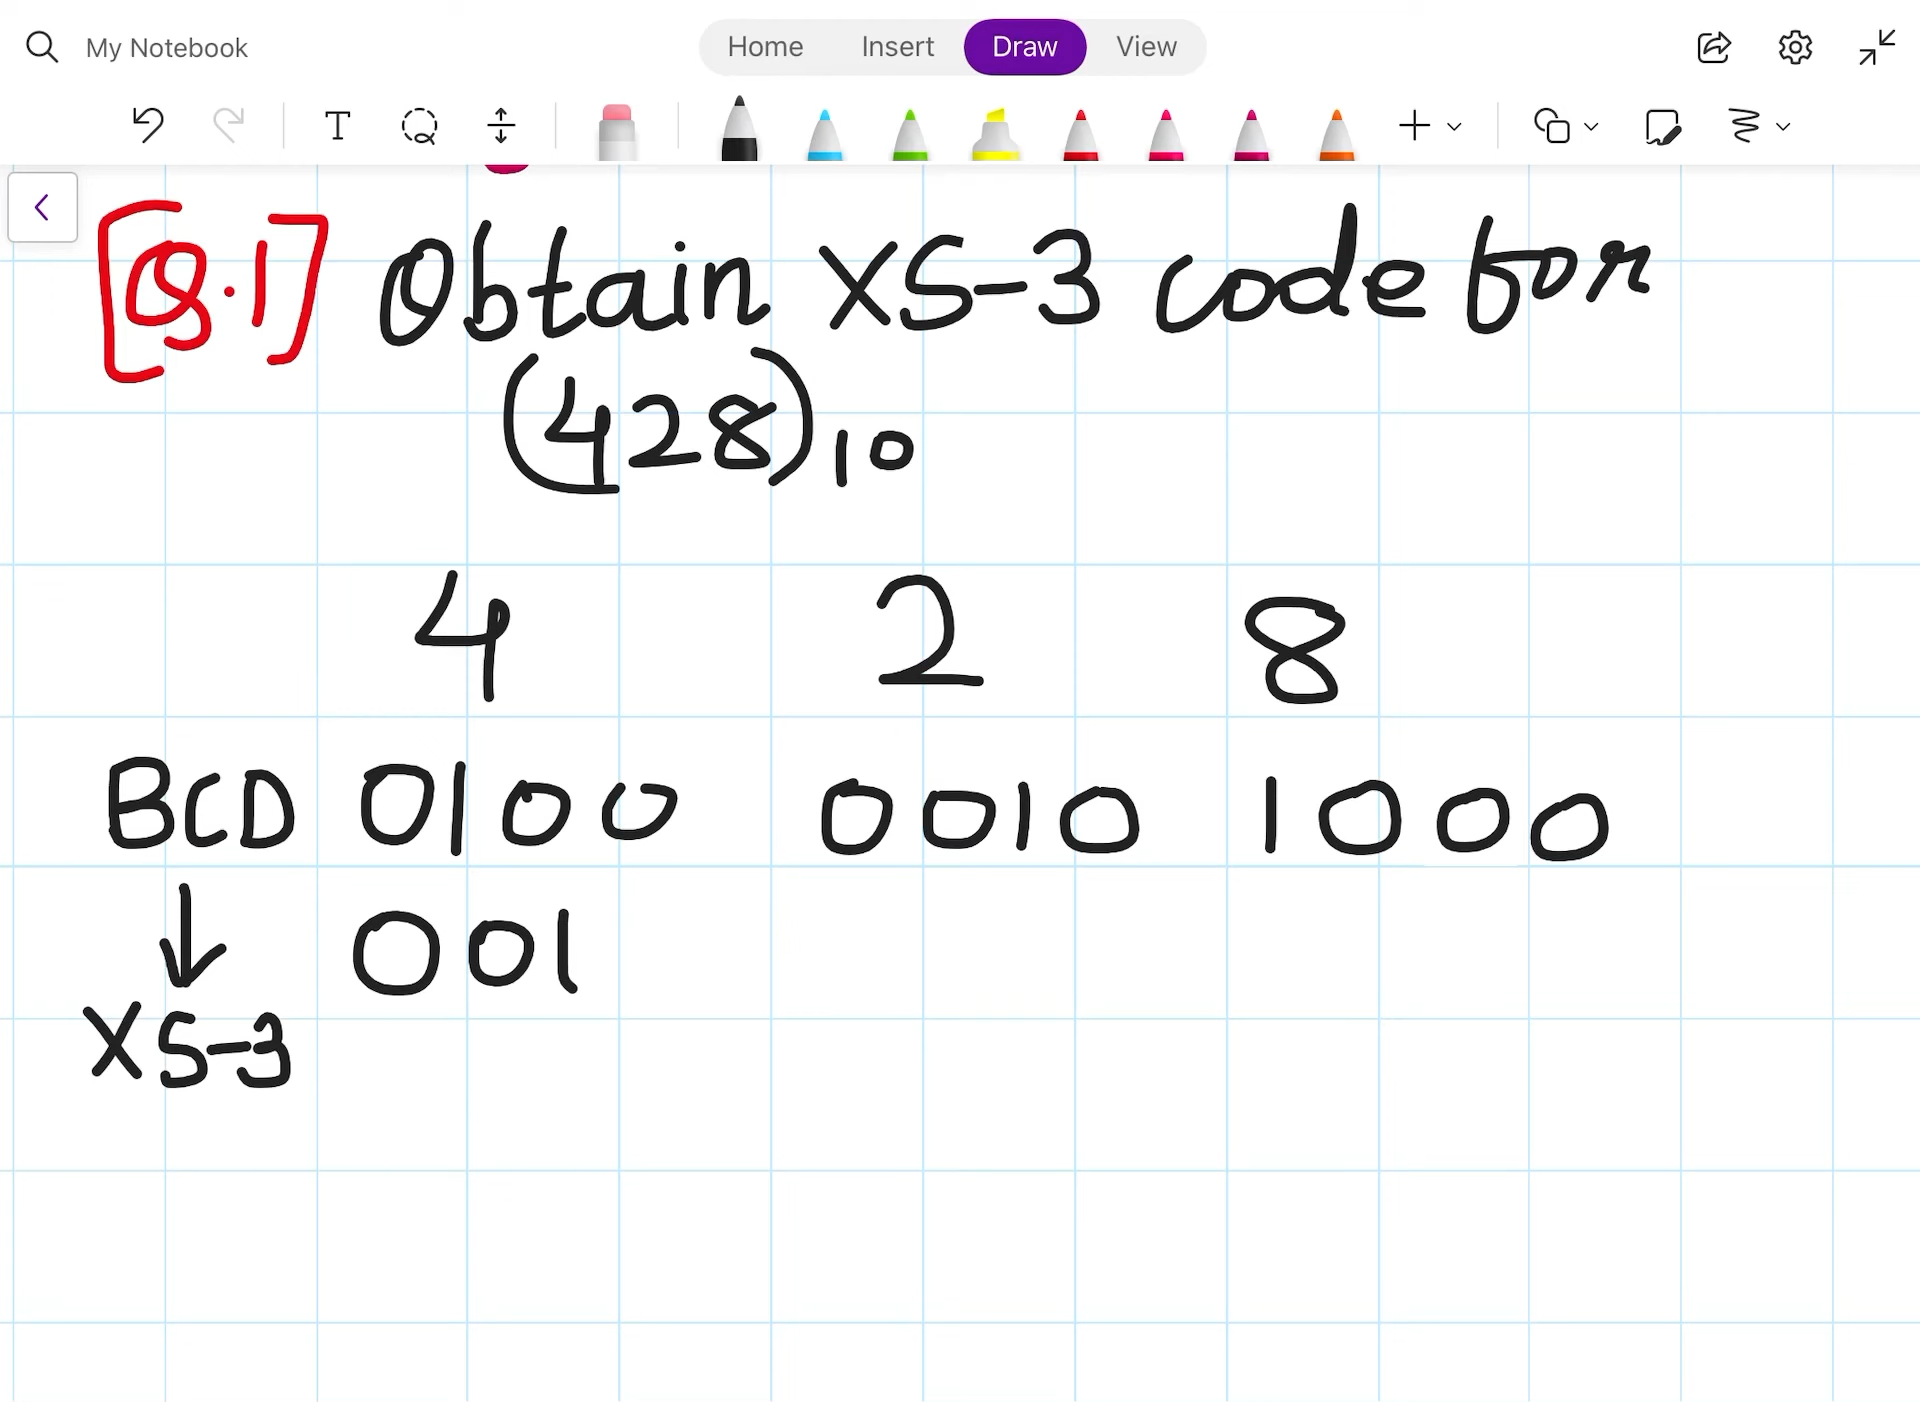 My Notebook
Home Insert Draw View
T
[Q.1] Obtain XS-3 code for
(428)10
4 2 8
BCD 0100 0010 1000
↓ 001
XS-3